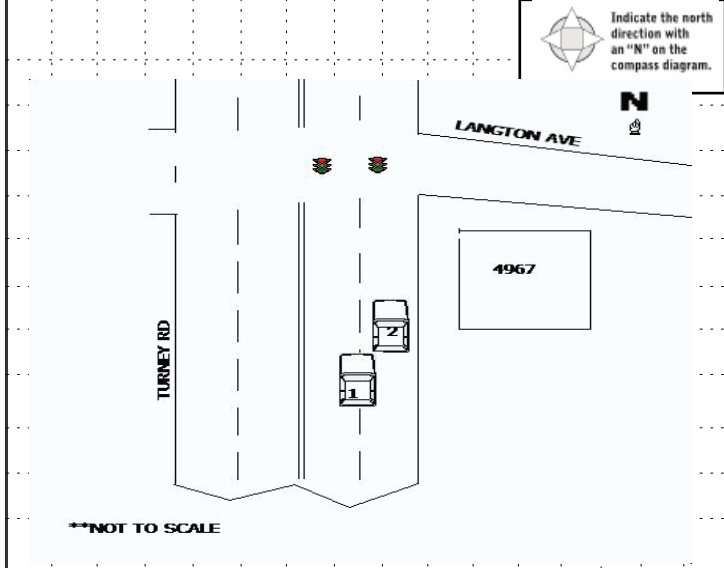 Indicate the north
direction with
an “N” on the
compass diagram.
N
LANGTON AVE
4967
2
TURNEY RD
1
**NOT TO SCALE